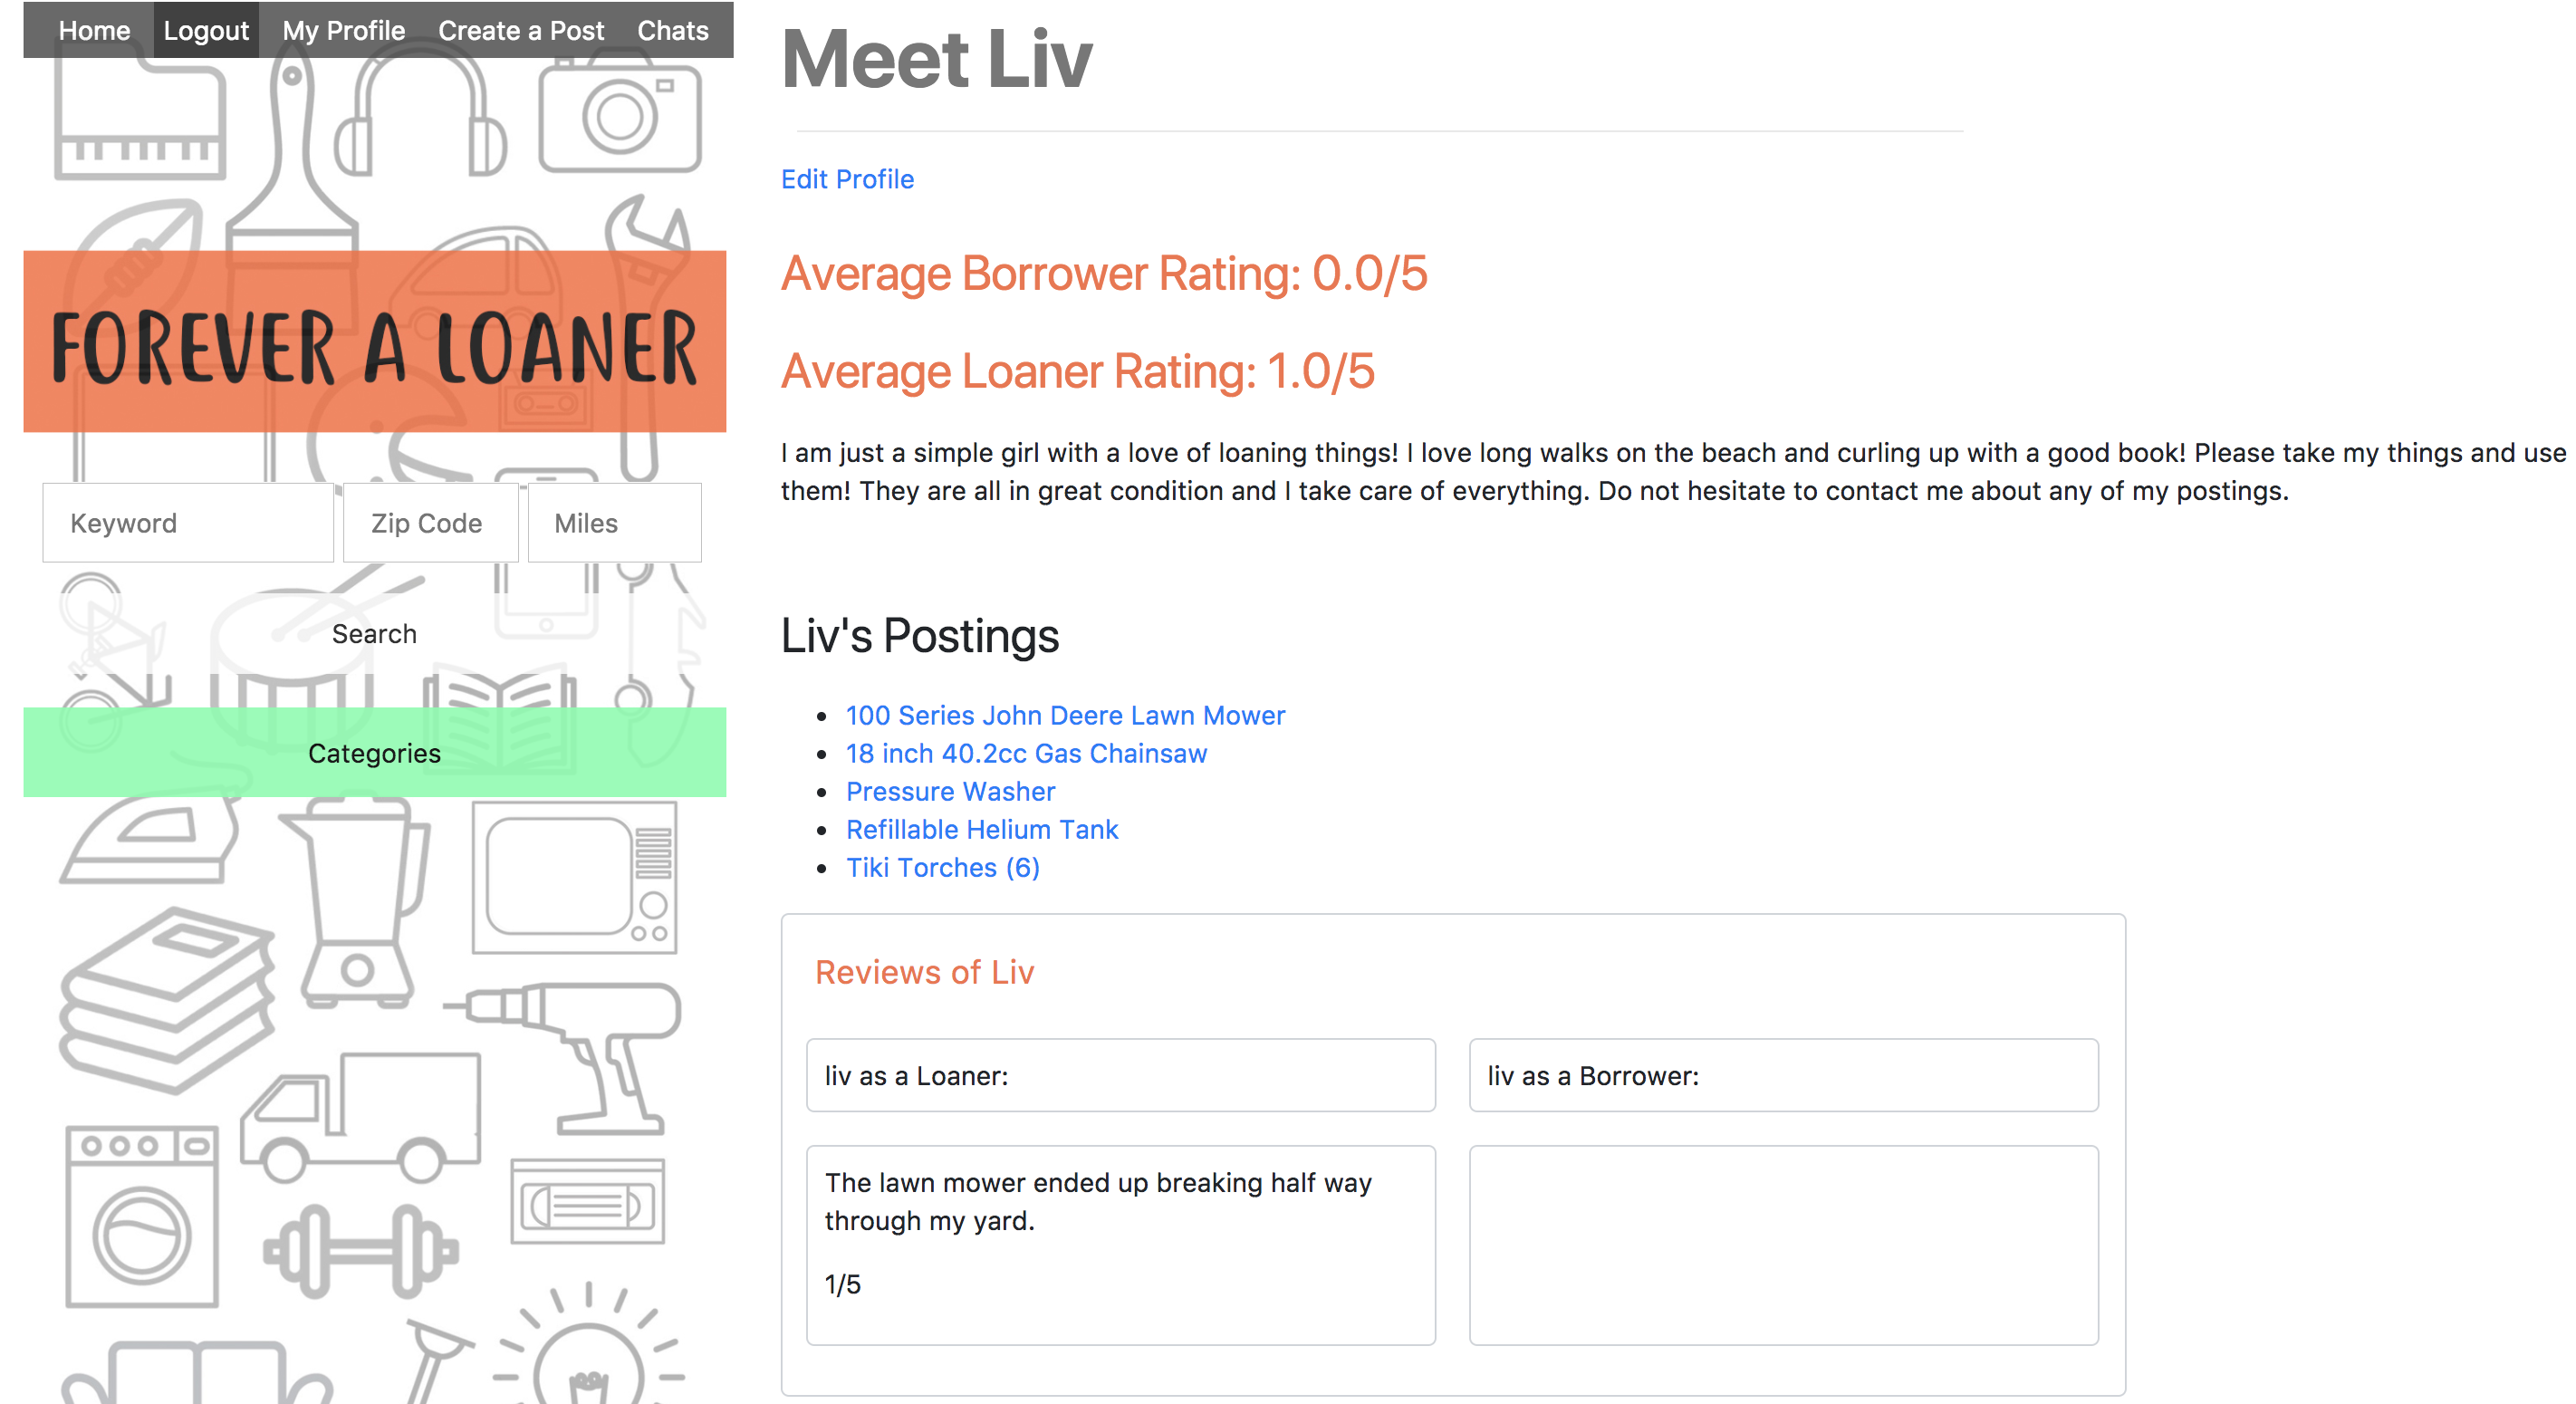 Home Logout My Profile Create a Post Chats
FOREVER A LOANER
Keyword Zip Code Miles
Search
Categories
Meet Liv
Edit Profile
Average Borrower Rating: 0.0/5
Average Loaner Rating: 1.0/5
I am just a simple girl with a love of loaning things! I love long walks on the beach and curling up with a good book! Please take my things and use
them! They are all in great condition and I take care of everything. Do not hesitate to contact me about any of my postings.
Liv's Postings
100 Series John Deere Lawn Mower
18 inch 40.2cc Gas Chainsaw
Pressure Washer
Refillable Helium Tank
Tiki Torches (6)
Reviews of Liv
liv as a Loaner:
liv as a Borrower:
The lawn mower ended up breaking half way
through my yard.
1/5